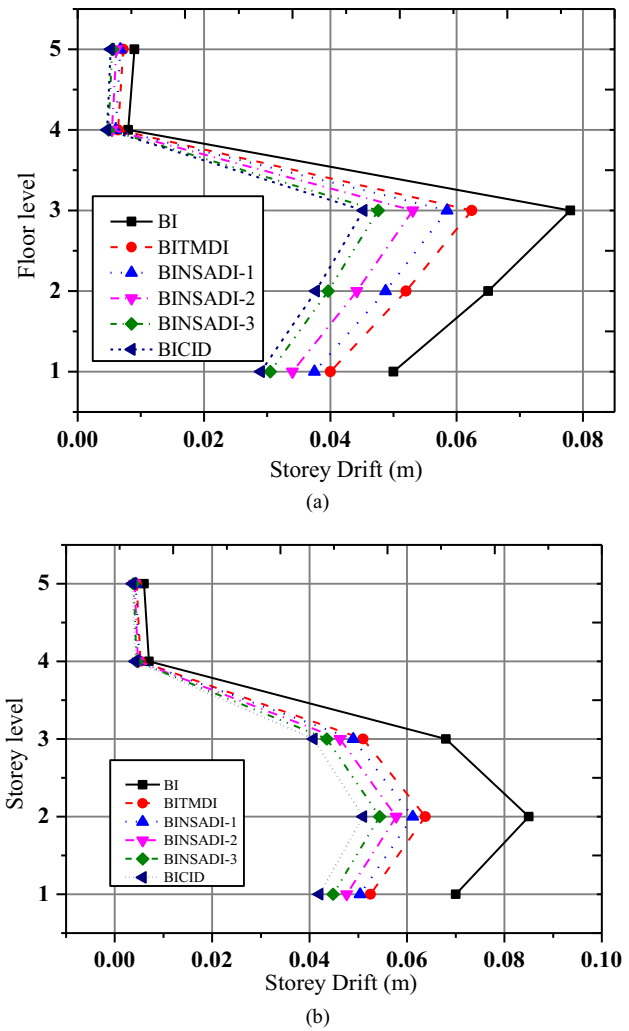 5
4
3
2
1
Floor level
BI
BITMDI
BINSADI-1
BINSADI-2
BINSADI-3
BICID
0.00 0.02 0.04 0.06 0.08
Storey Drift (m)
(a)
5
4
3
2
1
Storey level
BI
BITMDI
BINSADI-1
BINSADI-2
BINSADI-3
BICID
0.00 0.02 0.04 0.06 0.08 0.10
Storey Drift (m)
(b)